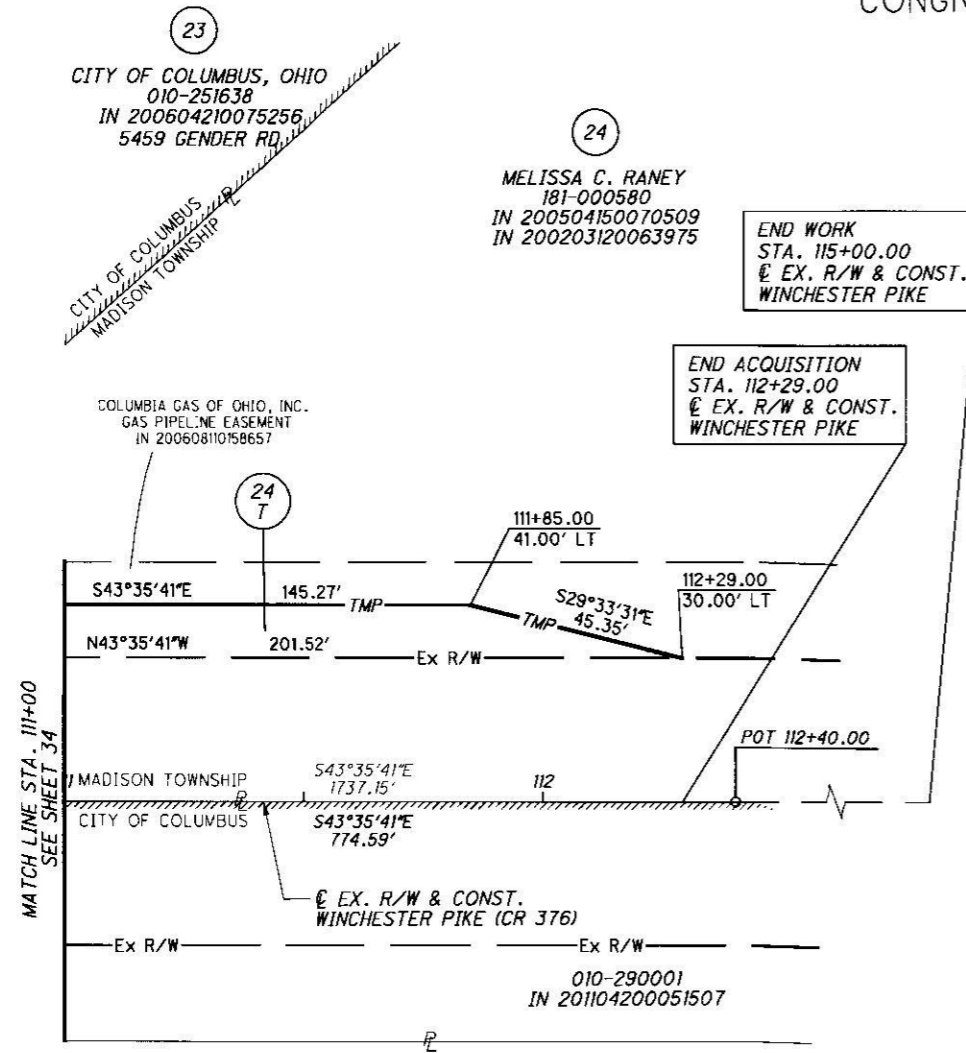 CONGR
23
CITY OF COLUMBUS, OHIO
010-251638
IN 200604210075256
5459 GENDER RD
CITY OF COLUMBUS
MADISON TOWNSHIP
PL
24
MELISSA C. RANEY
181-000580
IN 200504150070509
IN 200203120063975
END WORK
STA. 115+00.00
CL EX. R/W & CONST.
WINCHESTER PIKE
END ACQUISITION
STA. 112+29.00
CL EX. R/W & CONST.
WINCHESTER PIKE
COLUMBIA GAS OF OHIO, INC.
GAS PIPELINE EASEMENT
IN 200608110158657
24
T
111+85.00
41.00' LT
S43°35'41"E 145.27' TMP
S29°33'31"E
45.35'
TMP
112+29.00
30.00' LT
N43°35'41"W 201.52' Ex R/W
MATCH LINE STA. 111+00
SEE SHEET 34
POT 112+40.00
MADISON TOWNSHIP
S43°35'41"E
1737.15'
112
PL
CITY OF COLUMBUS
S43°35'41"E
774.59'
CL EX. R/W & CONST.
WINCHESTER PIKE (CR 376)
Ex R/W
Ex R/W
010-290001
IN 201104200051507
PL